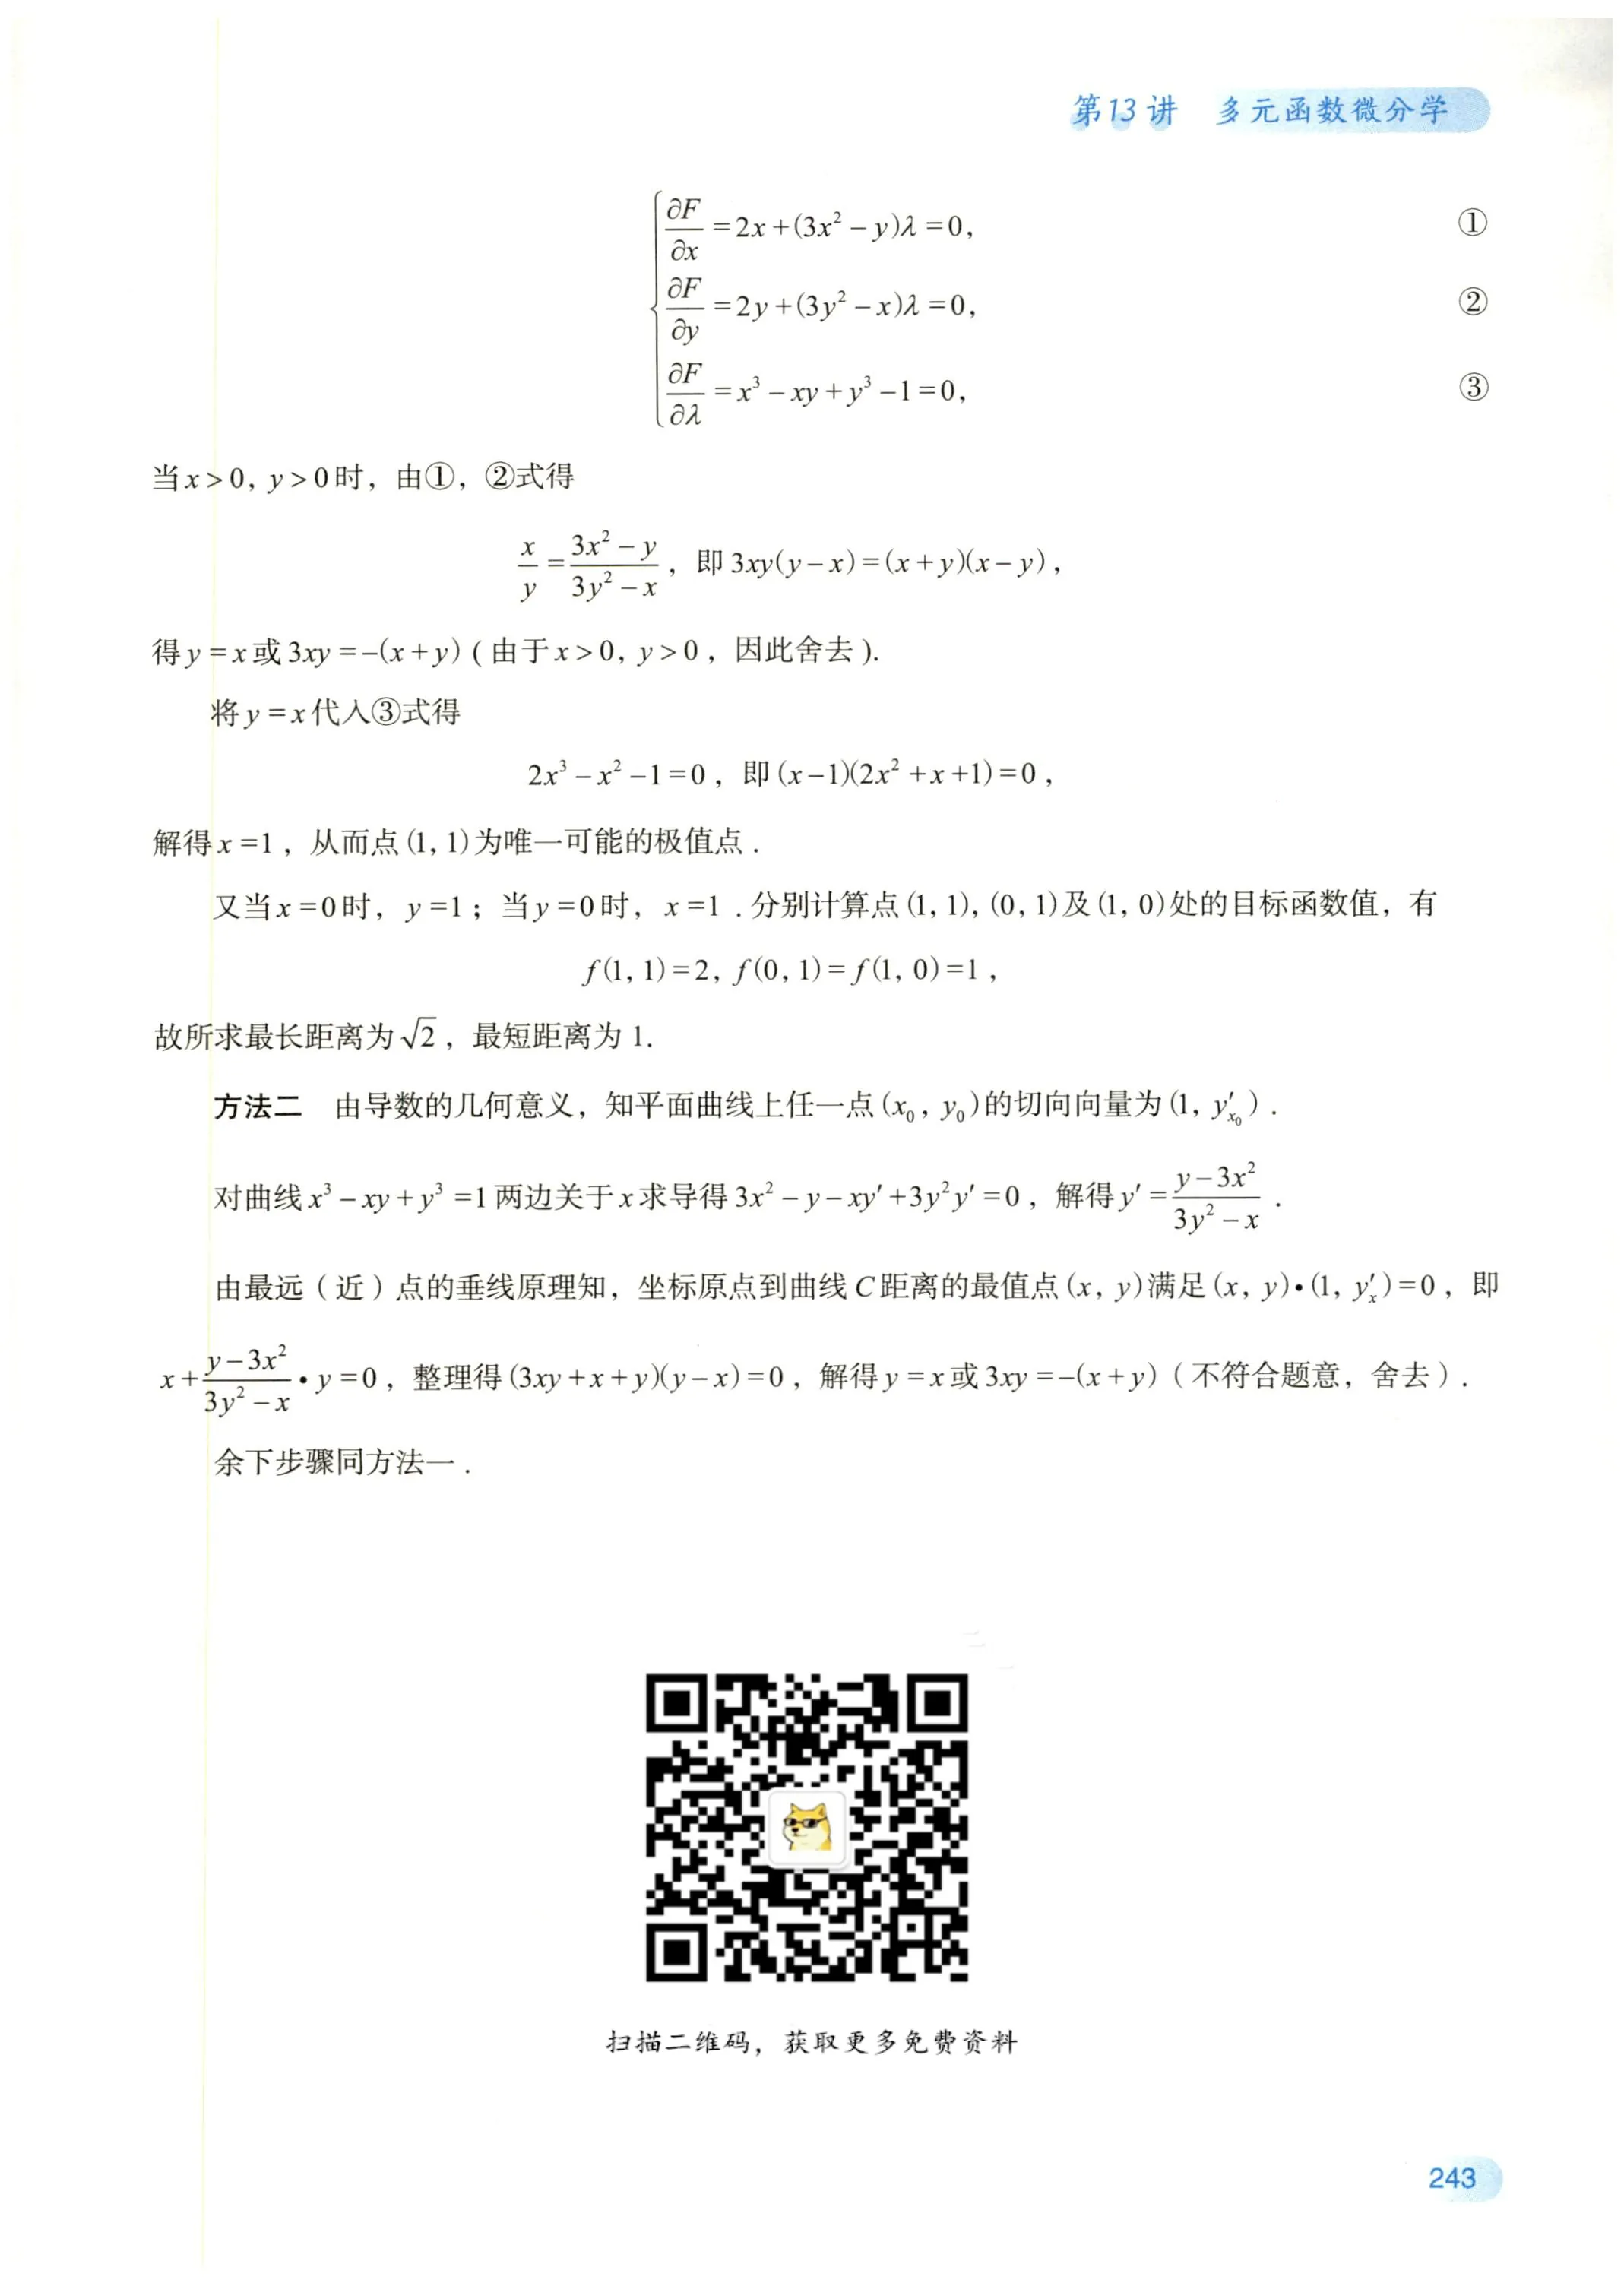 第13讲 多元函数微分学
∂F/∂x = 2x + (3x² − y)λ = 0, ①
∂F/∂y = 2y + (3y² − x)λ = 0, ②
∂F/∂λ = x³ − xy + y³ − 1 = 0, ③
当x > 0, y > 0时，由①，②式得
x/y = (3x² − y)/(3y² − x)，即 3xy(y − x) = (x + y)(x − y)，
得y = x或3xy = −(x + y) ( 由于x > 0, y > 0，因此舍去 ).
将y = x代入③式得
2x³ − x² − 1 = 0，即(x − 1)(2x² + x + 1) = 0，
解得x = 1，从而点(1, 1)为唯一可能的极值点.
又当x = 0时，y = 1；当y = 0时，x = 1.分别计算点(1, 1), (0, 1)及(1, 0)处的目标函数值，有
f(1, 1) = 2, f(0, 1) = f(1, 0) = 1，
故所求最长距离为√2，最短距离为 1.
方法二 由导数的几何意义，知平面曲线上任一点(x₀, y₀)的切向向量为(1, y′ₓ₀).
对曲线x³ − xy + y³ = 1两边关于x求导得3x² − y − xy′ + 3y²y′ = 0，解得y′ = (y − 3x²)/(3y² − x).
由最远（近）点的垂线原理知，坐标原点到曲线C距离的最值点(x, y)满足(x, y)•(1, y′ₓ) = 0，即
x + (y − 3x²)/(3y² − x) • y = 0，整理得(3xy + x + y)(y − x) = 0，解得y = x或3xy = −(x + y)（不符合题意，舍去）.
余下步骤同方法一.
扫描二维码，获取更多免费资料
243